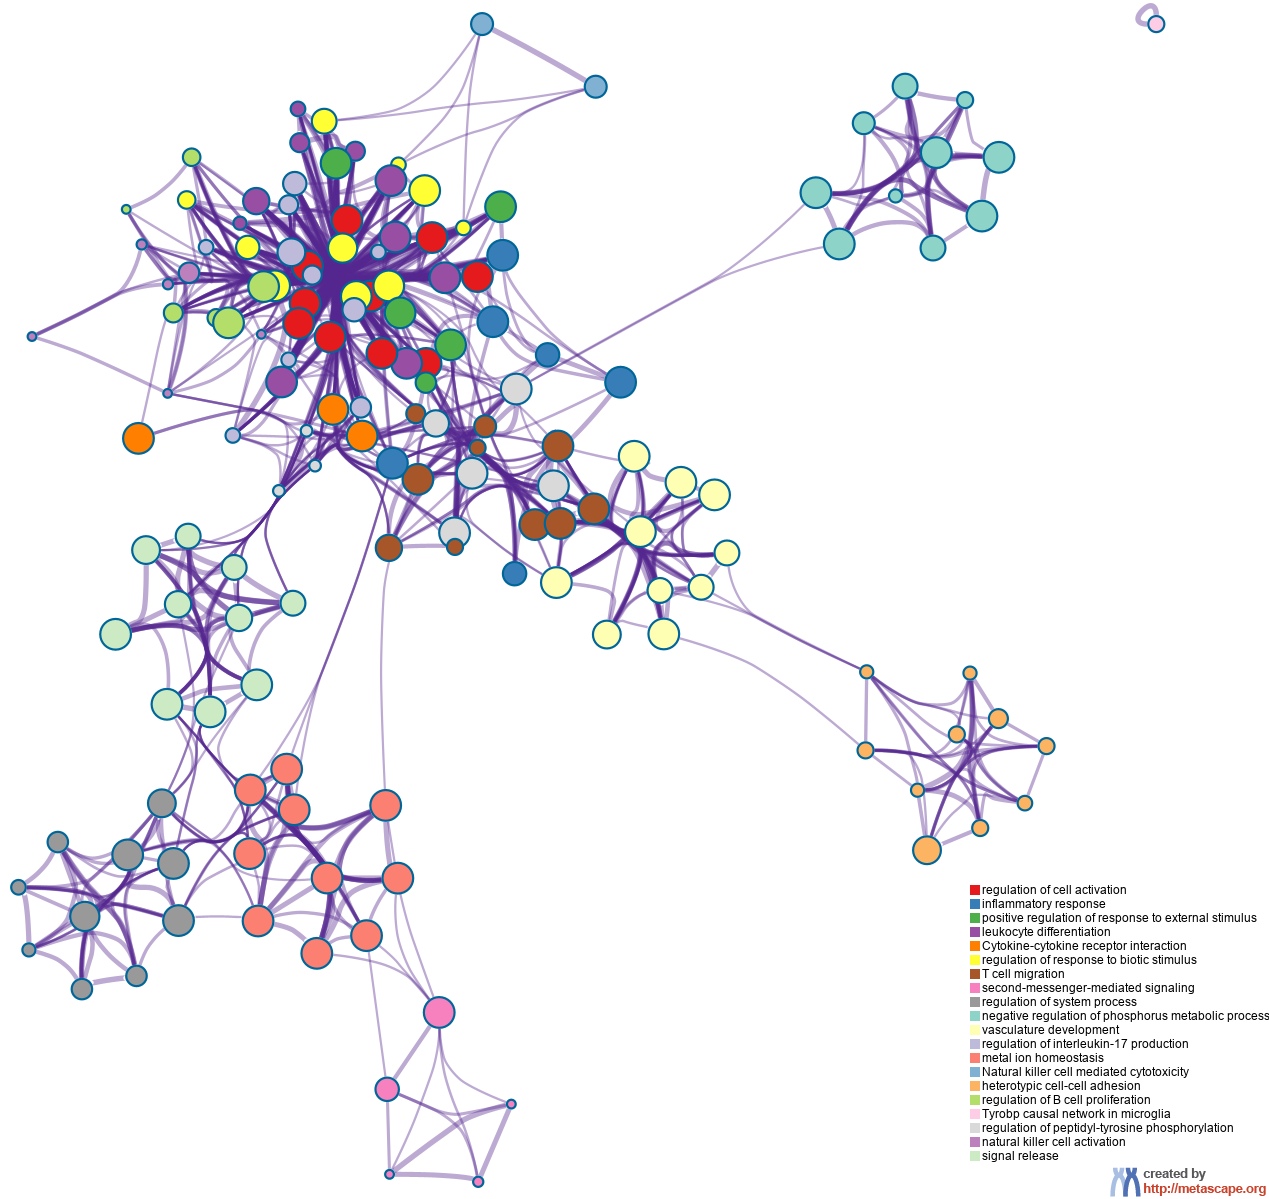 regulation of cell activation
inflammatory response
positive regulation of response to external stimulus
leukocyte differentiation
Cytokine-cytokine receptor interaction
regulation of response to biotic stimulus
T cell migration
second-messenger-mediated signaling
regulation of system process
negative regulation of phosphorus metabolic process
vasculature development
regulation of interleukin-17 production
metal ion homeostasis
Natural killer cell mediated cytotoxicity
heterotypic cell-cell adhesion
regulation of B cell proliferation
Tyrobp causal network in microglia
regulation of peptidyl-tyrosine phosphorylation
natural killer cell activation
signal release
created by
http://metascape.org